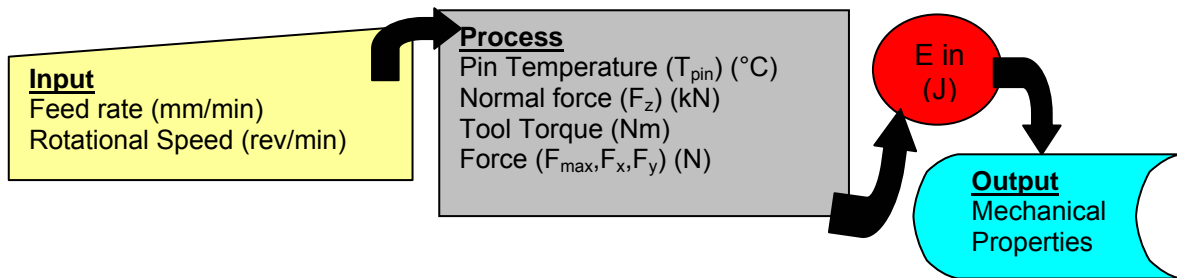 Input
Feed rate (mm/min)
Rotational Speed (rev/min)
Process
Pin Temperature (Tpin) (°C)
Normal force (Fz) (kN)
Tool Torque (Nm)
Force (Fmax,Fx,Fy) (N)
E in
(J)
Output
Mechanical
Properties